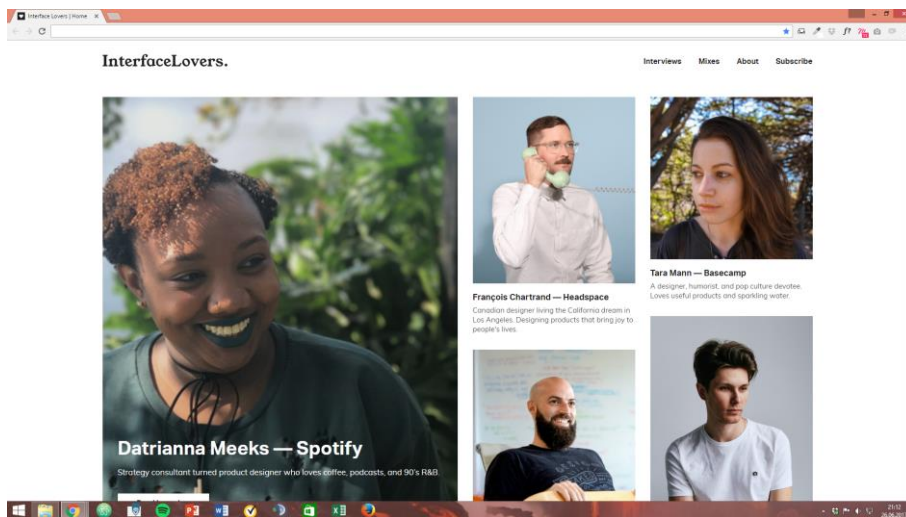 Interface Lovers | Home
InterfaceLovers.
Interviews Mixes About Subscribe
Datrianna Meeks — Spotify
Strategy consultant turned product designer who loves coffee, podcasts, and 90's R&B.
François Chartrand — Headspace
Canadian designer living the California dream in
Los Angeles. Designing products that bring joy to
people's lives.
Tara Mann — Basecamp
A designer, humorist, and pop culture devotee.
Loves useful products and sparkling water.
21:12